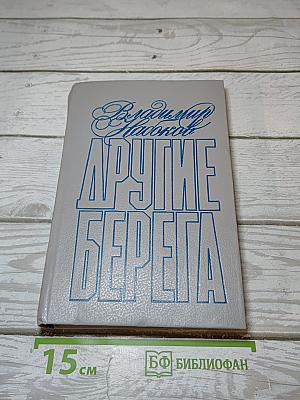 Владимир
Набоков
ДРУГИЕ
БЕРЕГА
15 см
БФ БИБЛИОФАН